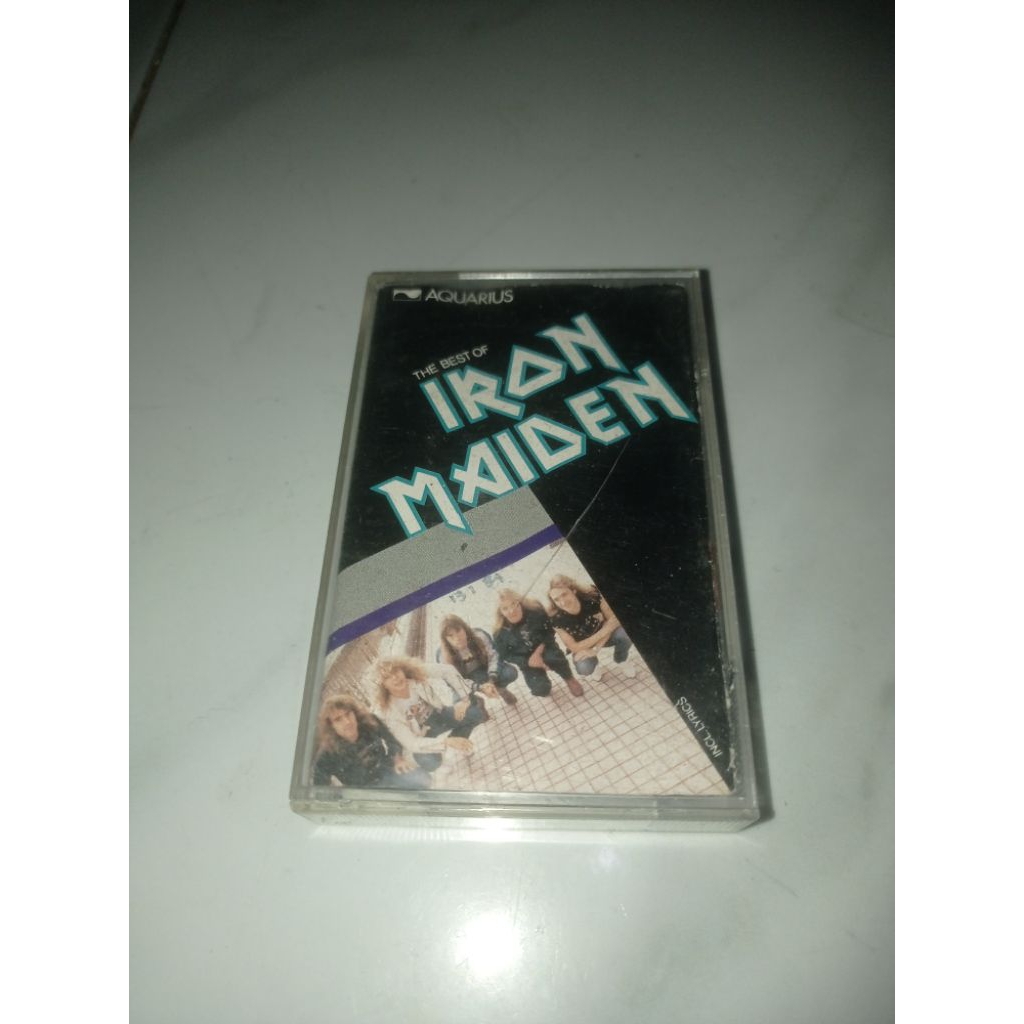 AQUARIUS
THE BEST OF
IRON
MAIDEN
INCL. LYRICS